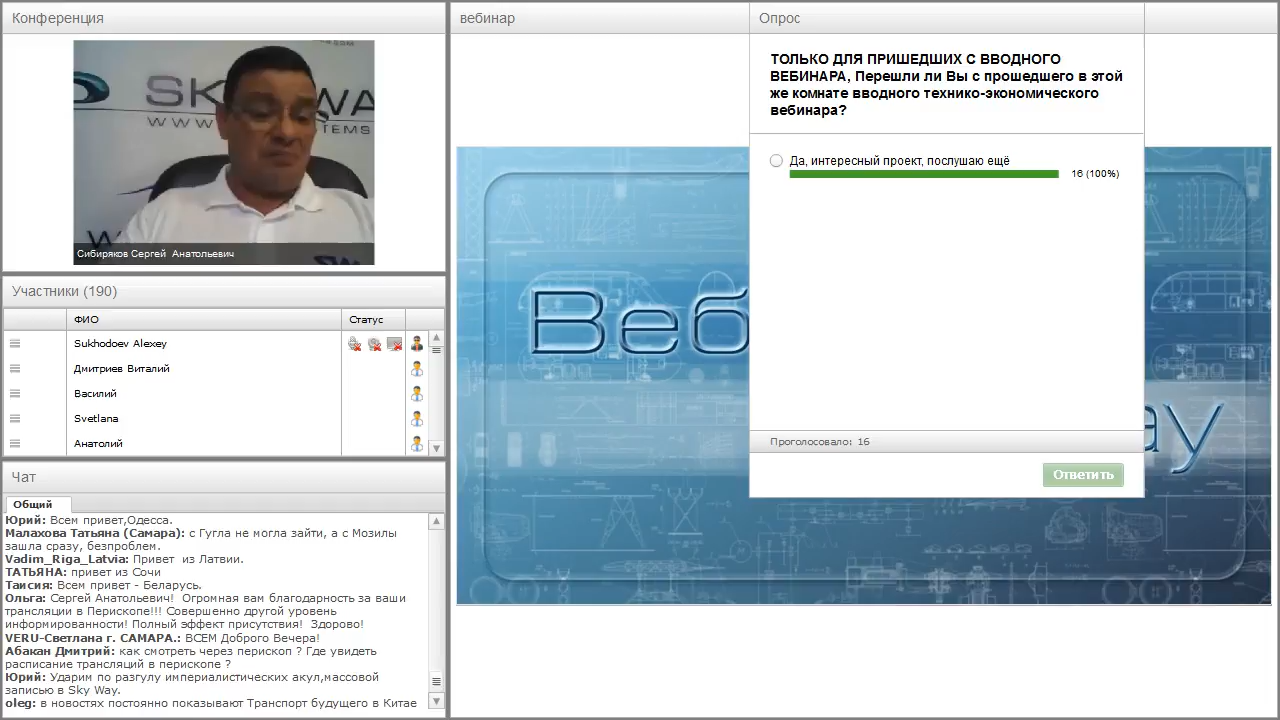 Конференция
SKYWA
WWW
TEMS
W
SW
Сибиряков Сергей Анатольевич
Участники (190)
ФИО
Статус
Sukhodoev Alexey
Дмитриев Виталий
Василий
Svetlana
Анатолий
Чат
Общий
Юрий: Всем привет,Одесса.
Малахова Татьяна (Самара): с Гугла не могла зайти, а с Мозилы
зашла сразу, безпроблем.
Vadim_Riga_Latvia: Привет из Латвии.
ТАТЬЯНА: привет из Сочи
Таисия: Всем привет - Беларусь.
Ольга: Сергей Анатольевич! Огромная вам благодарность за ваши
трансляции в Перископе!!! Совершенно другой уровень
информированности! Полный эффект присутствия! Здорово!
VERU-Светлана г. САМАРА.: ВСЕМ Доброго Вечера!
Абакан Дмитрий: как смотреть через перископ ? Где увидеть
расписание трансляций в перископе ?
Юрий: Ударим по разгулу империалистических акул,массовой
записью в Sky Way.
oleg: в новостях постоянно показывают Транспорт будущего в Китае
вебинар
Веб
ay
Опрос
ТОЛЬКО ДЛЯ ПРИШЕДШИХ С ВВОДНОГО
ВЕБИНАРА, Перешли ли Вы с прошедшего в этой
же комнате вводного технико-экономического
вебинара?
Да, интересный проект, послушаю ещё
16 (100%)
Проголосовало: 16
Ответить